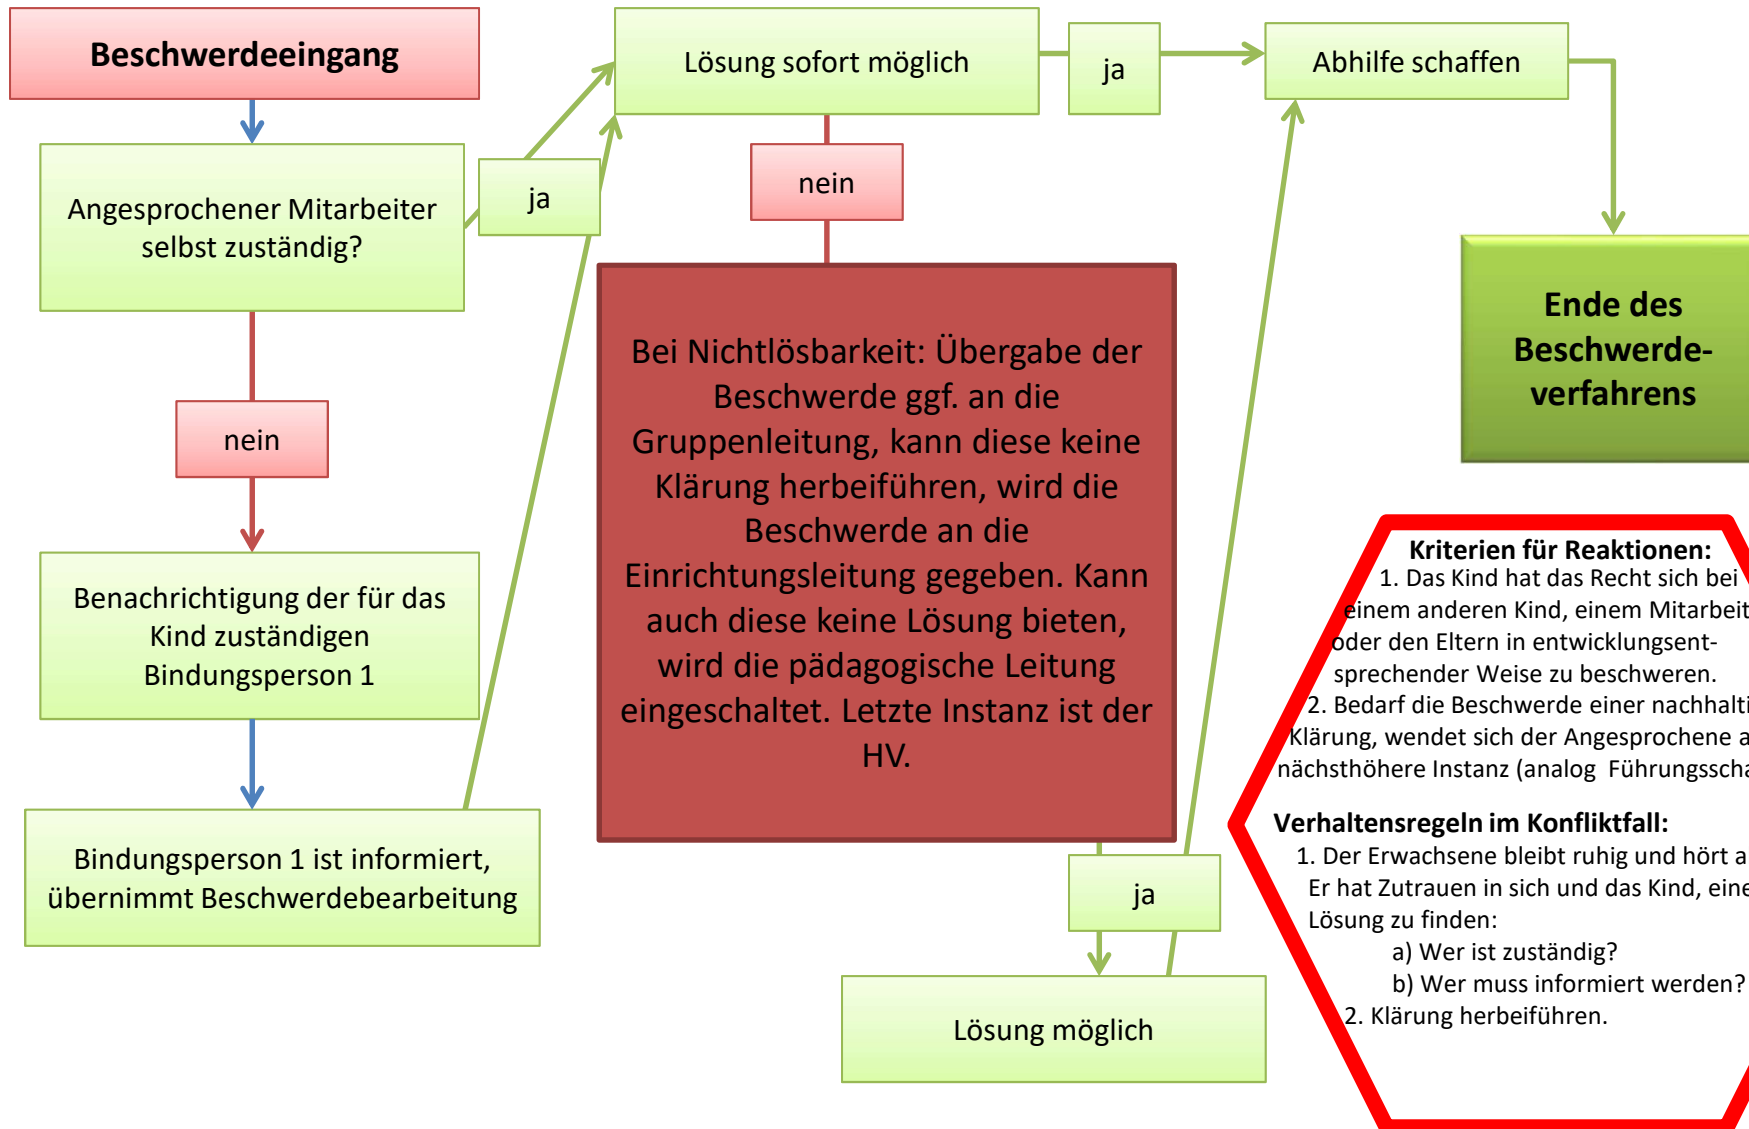 Beschwerdeeingang
Angesprochener Mitarbeiter
selbst zuständig?
ja
nein
Benachrichtigung der für das
Kind zuständigen
Bindungsperson 1
Bindungsperson 1 ist informiert,
übernimmt Beschwerdebearbeitung
Lösung sofort möglich
ja
nein
Bei Nichtlösbarkeit: Übergabe der
Beschwerde ggf. an die
Gruppenleitung, kann diese keine
Klärung herbeiführen, wird die
Beschwerde an die
Einrichtungsleitung gegeben. Kann
auch diese keine Lösung bieten,
wird die pädagogische Leitung
eingeschaltet. Letzte Instanz ist der
HV.
ja
Lösung möglich
Abhilfe schaffen
Ende des
Beschwerde-
verfahrens
Kriterien für Reaktionen:
1. Das Kind hat das Recht sich bei
einem anderen Kind, einem Mitarbeit
oder den Eltern in entwicklungsent-
sprechender Weise zu beschweren.
2. Bedarf die Beschwerde einer nachhalti
Klärung, wendet sich der Angesprochene a
nächsthöhere Instanz (analog Führungsscha
Verhaltensregeln im Konfliktfall:
1. Der Erwachsene bleibt ruhig und hört a
Er hat Zutrauen in sich und das Kind, eine
Lösung zu finden:
a) Wer ist zuständig?
b) Wer muss informiert werden?
2. Klärung herbeiführen.